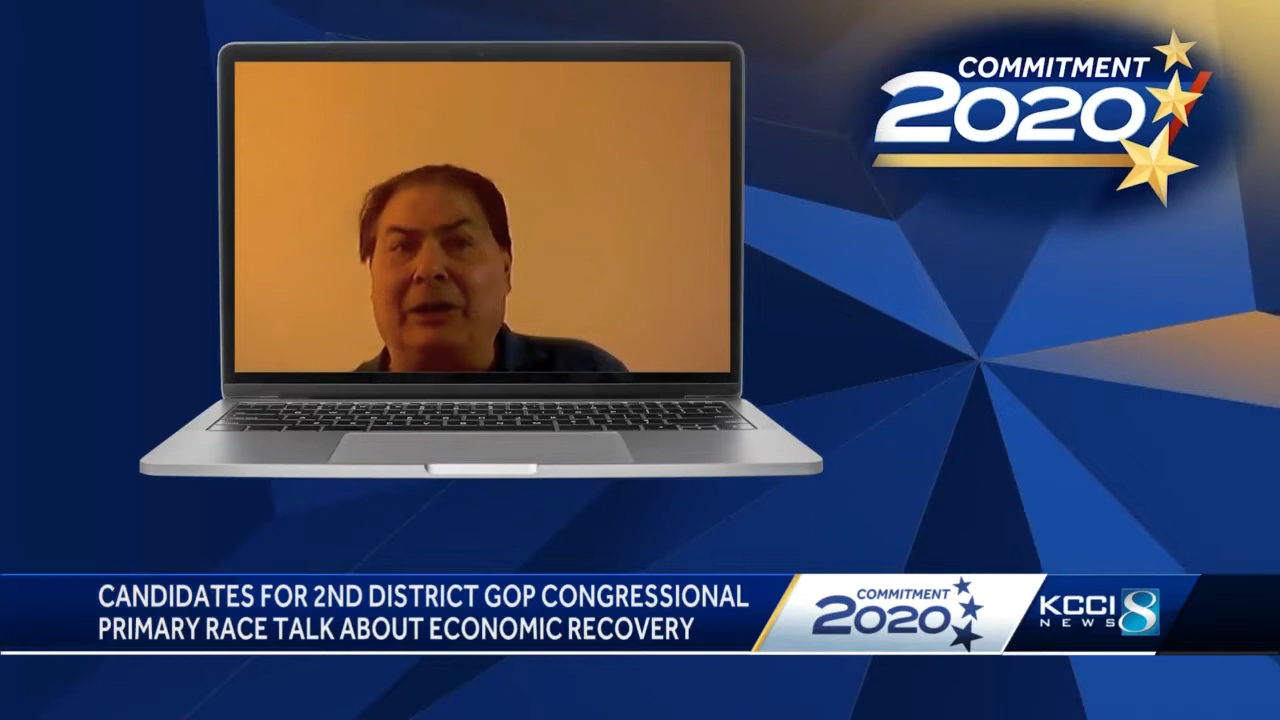 COMMITMENT
2020
CANDIDATES FOR 2ND DISTRICT GOP CONGRESSIONAL
PRIMARY RACE TALK ABOUT ECONOMIC RECOVERY
COMMITMENT
2020
KCCI 8
NEWS